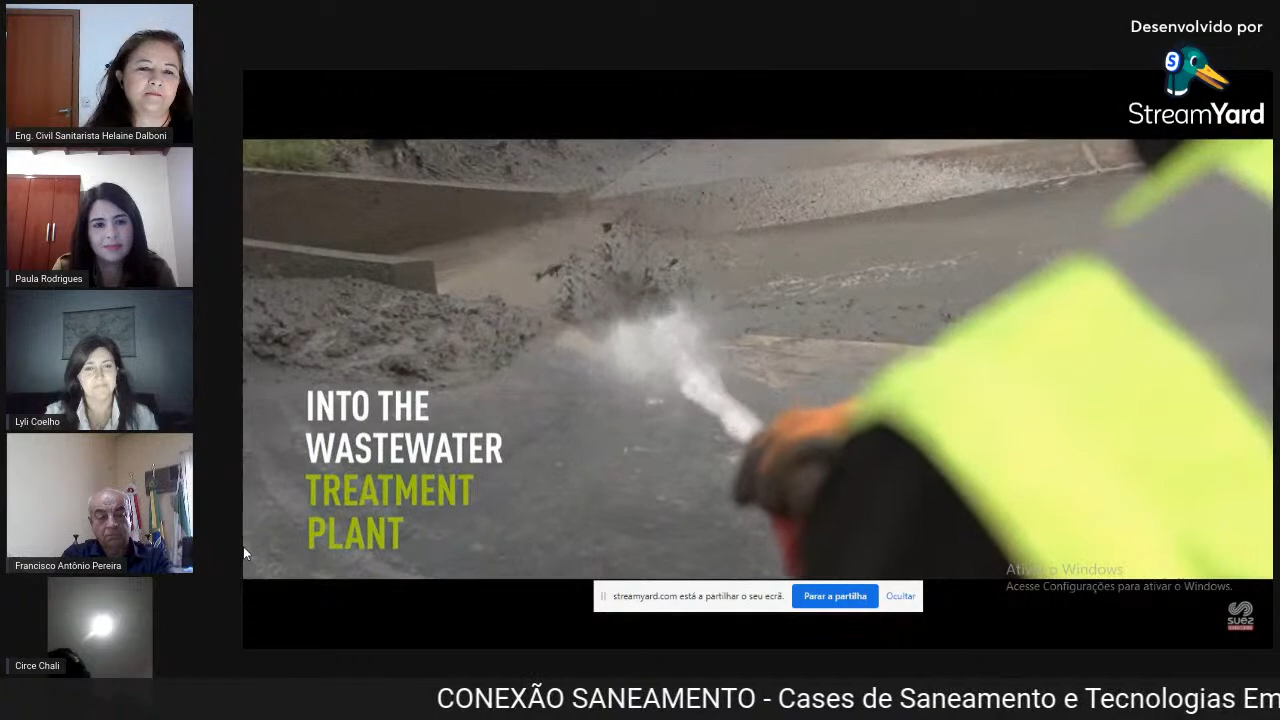 Desenvolvido por
StreamYard
Eng. Civil Sanitarista Helaine Dalboni
Paula Rodrigues
Lyli Coelho
Francisco Antônio Pereira
Circe Chali
INTO THE
WASTEWATER
TREATMENT
PLANT
Windows
Acesse Configurações para ativar o Windows.
streamyard.com está a partilhar o seu ecrã.
Parar a partilha
Ocultar
suez
CONEXÃO SANEAMENTO - Cases de Saneamento e Tecnologias Em